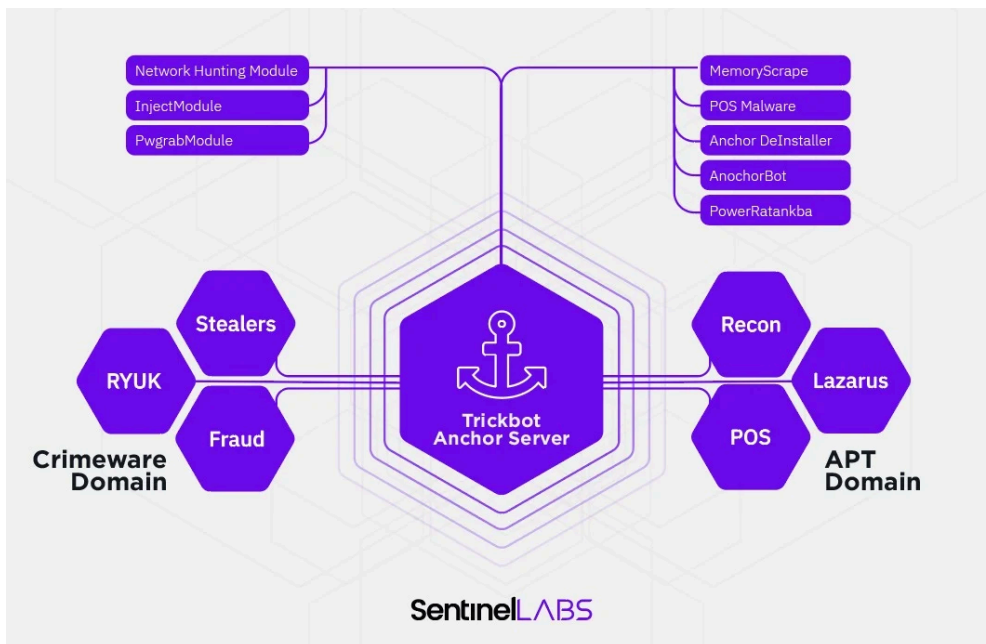 Network Hunting Module
InjectModule
PwgrabModule
MemoryScrape
POS Malware
Anchor DeInstaller
AnochorBot
PowerRatankba
Stealers
RYUK
Fraud
Crimeware
Domain
Trickbot
Anchor Server
Recon
Lazarus
POS
APT
Domain
SentinelLABS